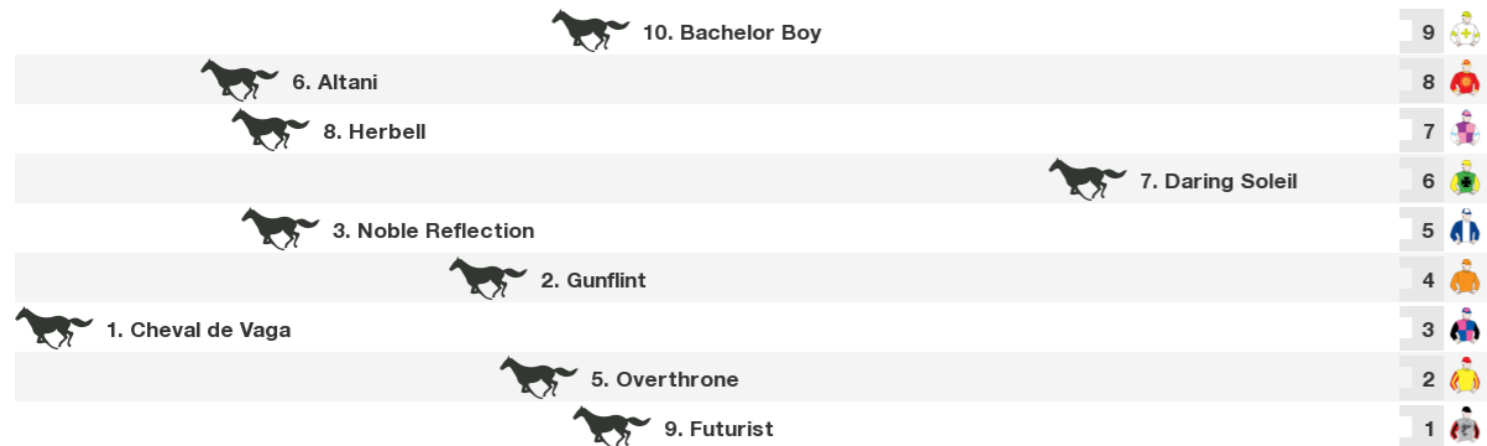 10. Bachelor Boy 9
6. Altani 8
8. Herbell 7
7. Daring Soleil 6
3. Noble Reflection 5
2. Gunflint 4
1. Cheval de Vaga 3
5. Overthrone 2
9. Futurist 1